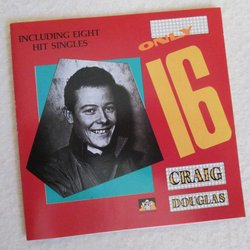 INCLUDING EIGHT
HIT SINGLES
ONLY
16
CRAIG
DOUGLAS